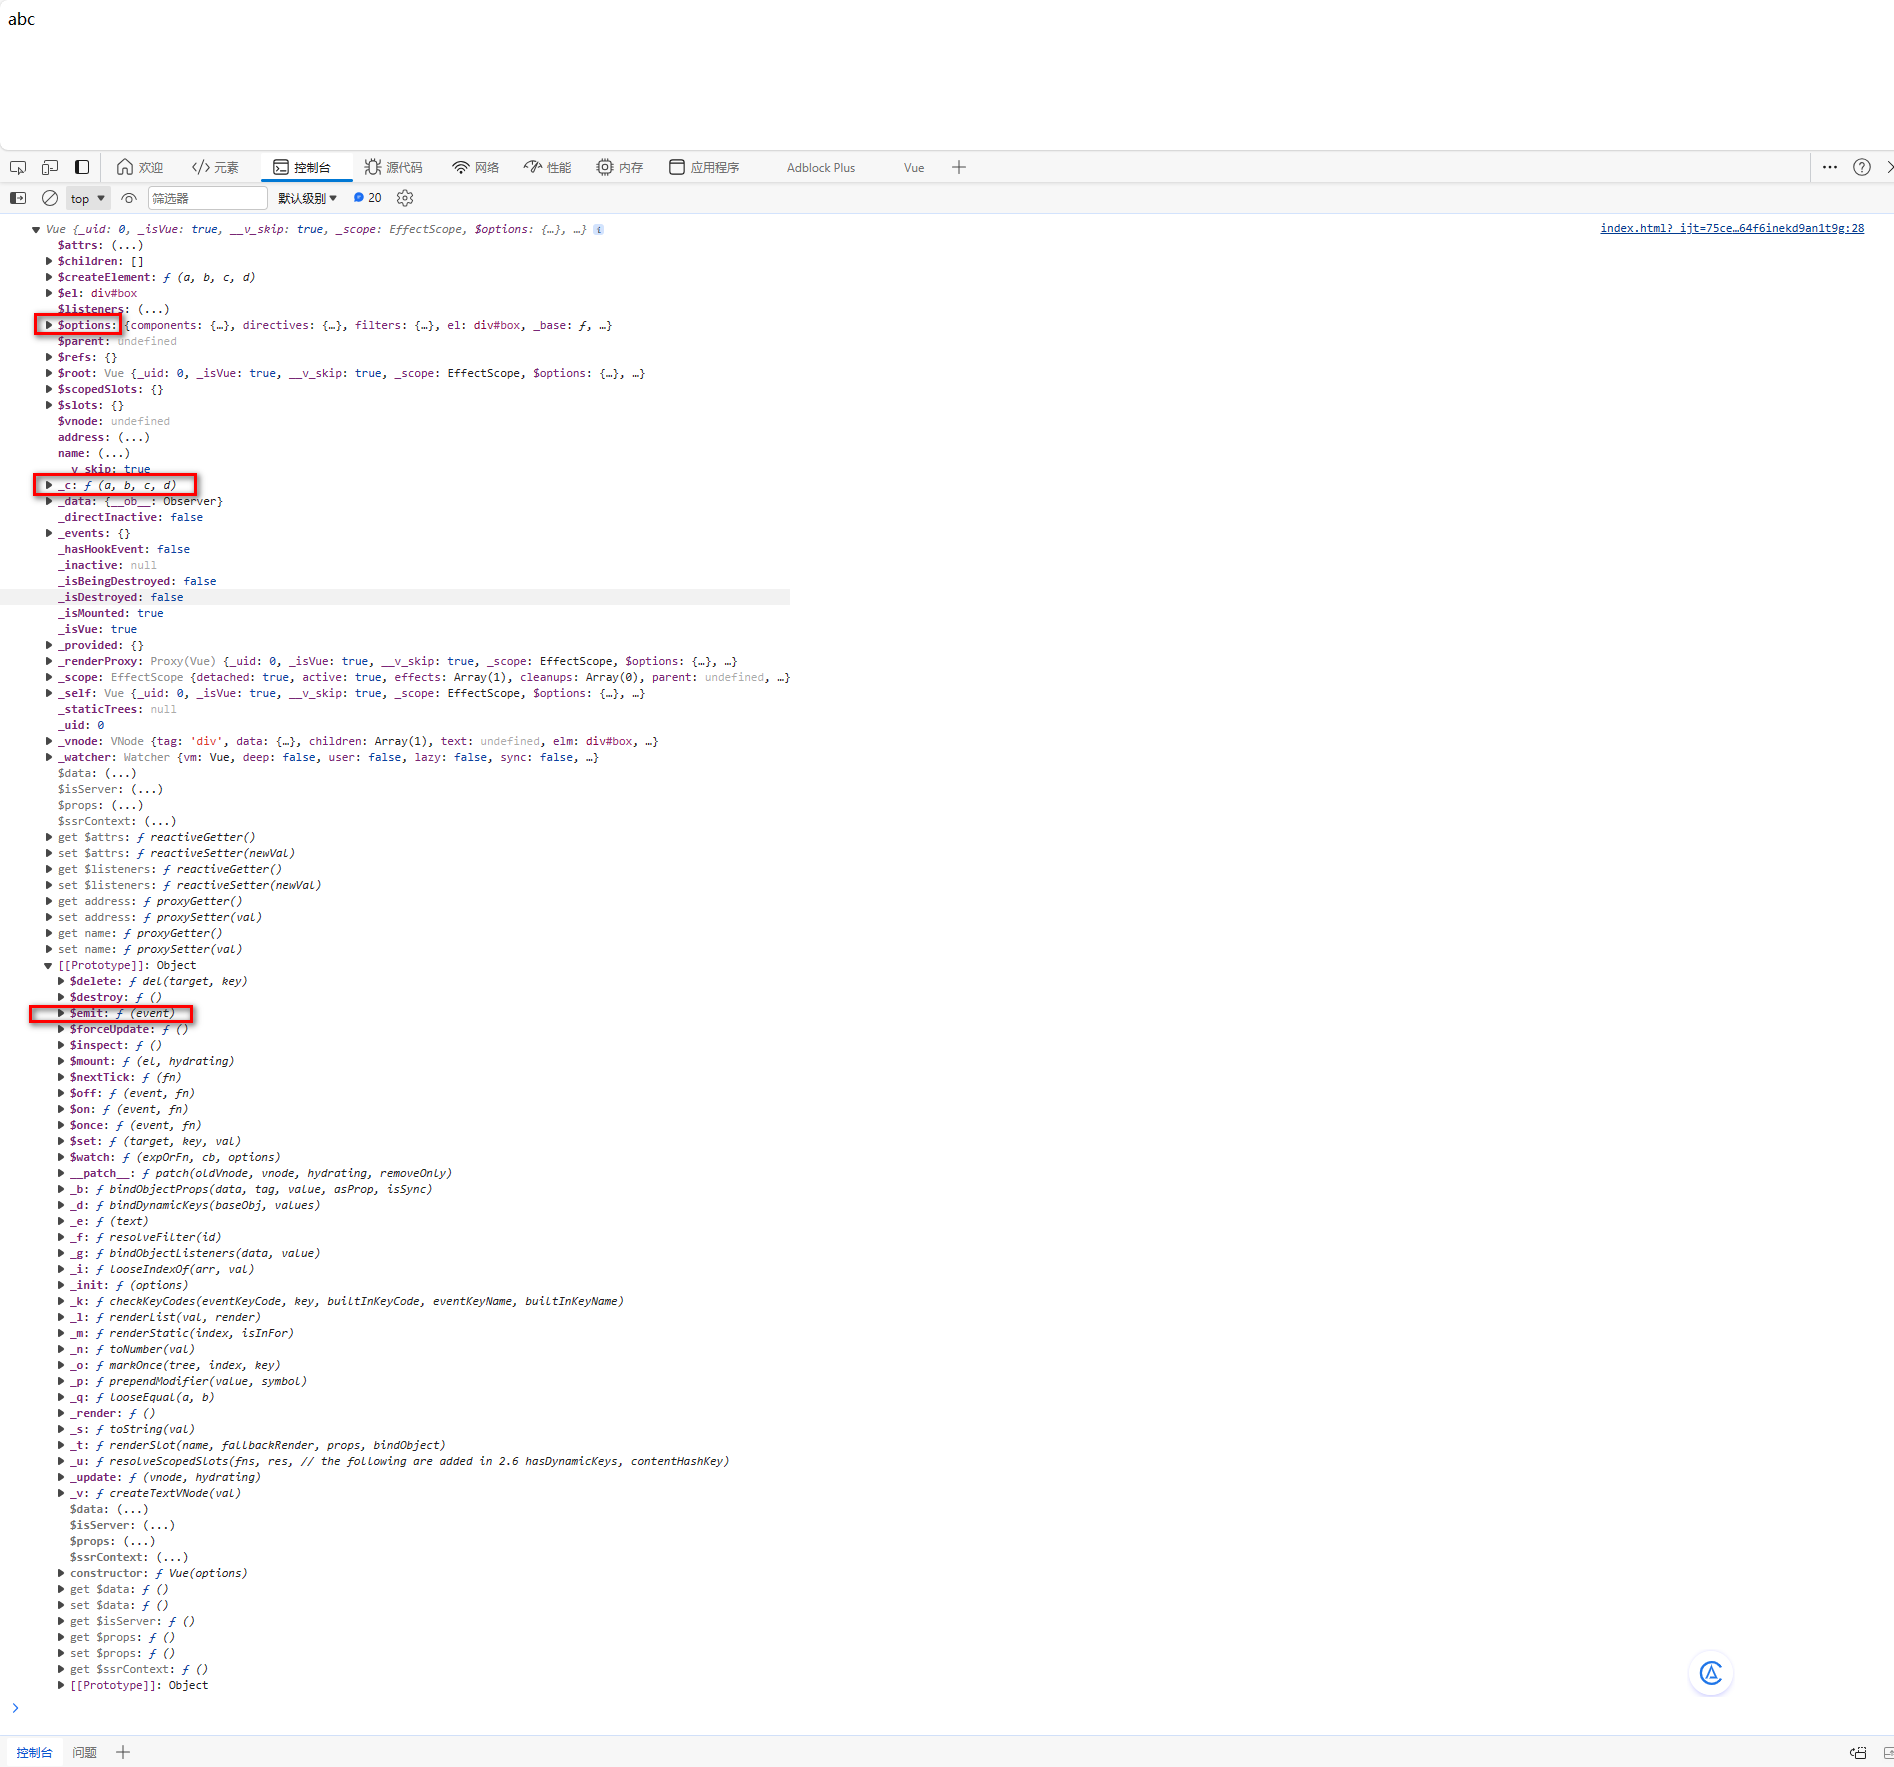 abc
欢迎 元素 控制台 源代码 网络 性能 内存 应用程序 Adblock Plus Vue
top 筛选器 默认级别 20
Vue {_uid: 0, _isVue: true, __v_skip: true, _scope: EffectScope, $options: {…}, …} i index.html?_ijt=75ce…64f6inekd9an1t9g:28
$attrs: (...)
$children: []
$createElement: ƒ (a, b, c, d)
$el: div#box
$listeners: (...)
$options: {components: {…}, directives: {…}, filters: {…}, el: div#box, _base: ƒ, …}
$parent: undefined
$refs: {}
$root: Vue {_uid: 0, _isVue: true, __v_skip: true, _scope: EffectScope, $options: {…}, …}
$scopedSlots: {}
$slots: {}
$vnode: undefined
address: (...)
name: (...)
__v_skip: true
_c: ƒ (a, b, c, d)
_data: {__ob__: Observer}
_directInactive: false
_events: {}
_hasHookEvent: false
_inactive: null
_isBeingDestroyed: false
_isDestroyed: false
_isMounted: true
_isVue: true
_provided: {}
_renderProxy: Proxy(Vue) {_uid: 0, _isVue: true, __v_skip: true, _scope: EffectScope, $options: {…}, …}
_scope: EffectScope {detached: true, active: true, effects: Array(1), cleanups: Array(0), parent: undefined, …}
_self: Vue {_uid: 0, _isVue: true, __v_skip: true, _scope: EffectScope, $options: {…}, …}
_staticTrees: null
_uid: 0
_vnode: VNode {tag: 'div', data: {…}, children: Array(1), text: undefined, elm: div#box, …}
_watcher: Watcher {vm: Vue, deep: false, user: false, lazy: false, sync: false, …}
$data: (...)
$isServer: (...)
$props: (...)
$ssrContext: (...)
get $attrs: ƒ reactiveGetter()
set $attrs: ƒ reactiveSetter(newVal)
get $listeners: ƒ reactiveGetter()
set $listeners: ƒ reactiveSetter(newVal)
get address: ƒ proxyGetter()
set address: ƒ proxySetter(val)
get name: ƒ proxyGetter()
set name: ƒ proxySetter(val)
[[Prototype]]: Object
$delete: ƒ del(target, key)
$destroy: ƒ ()
$emit: ƒ (event)
$forceUpdate: ƒ ()
$inspect: ƒ ()
$mount: ƒ (el, hydrating)
$nextTick: ƒ (fn)
$off: ƒ (event, fn)
$on: ƒ (event, fn)
$once: ƒ (event, fn)
$set: ƒ (target, key, val)
$watch: ƒ (expOrFn, cb, options)
__patch__: ƒ patch(oldVnode, vnode, hydrating, removeOnly)
_b: ƒ bindObjectProps(data, tag, value, asProp, isSync)
_d: ƒ bindDynamicKeys(baseObj, values)
_e: ƒ (text)
_f: ƒ resolveFilter(id)
_g: ƒ bindObjectListeners(data, value)
_i: ƒ looseIndexOf(arr, val)
_init: ƒ (options)
_k: ƒ checkKeyCodes(eventKeyCode, key, builtInKeyCode, eventKeyName, builtInKeyName)
_l: ƒ renderList(val, render)
_m: ƒ renderStatic(index, isInFor)
_n: ƒ toNumber(val)
_o: ƒ markOnce(tree, index, key)
_p: ƒ prependModifier(value, symbol)
_q: ƒ looseEqual(a, b)
_render: ƒ ()
_s: ƒ toString(val)
_t: ƒ renderSlot(name, fallbackRender, props, bindObject)
_u: ƒ resolveScopedSlots(fns, res, // the following are added in 2.6 hasDynamicKeys, contentHashKey)
_update: ƒ (vnode, hydrating)
_v: ƒ createTextVNode(val)
$data: (...)
$isServer: (...)
$props: (...)
$ssrContext: (...)
constructor: ƒ Vue(options)
get $data: ƒ ()
set $data: ƒ ()
get $isServer: ƒ ()
get $props: ƒ ()
set $props: ƒ ()
get $ssrContext: ƒ ()
[[Prototype]]: Object
控制台 问题